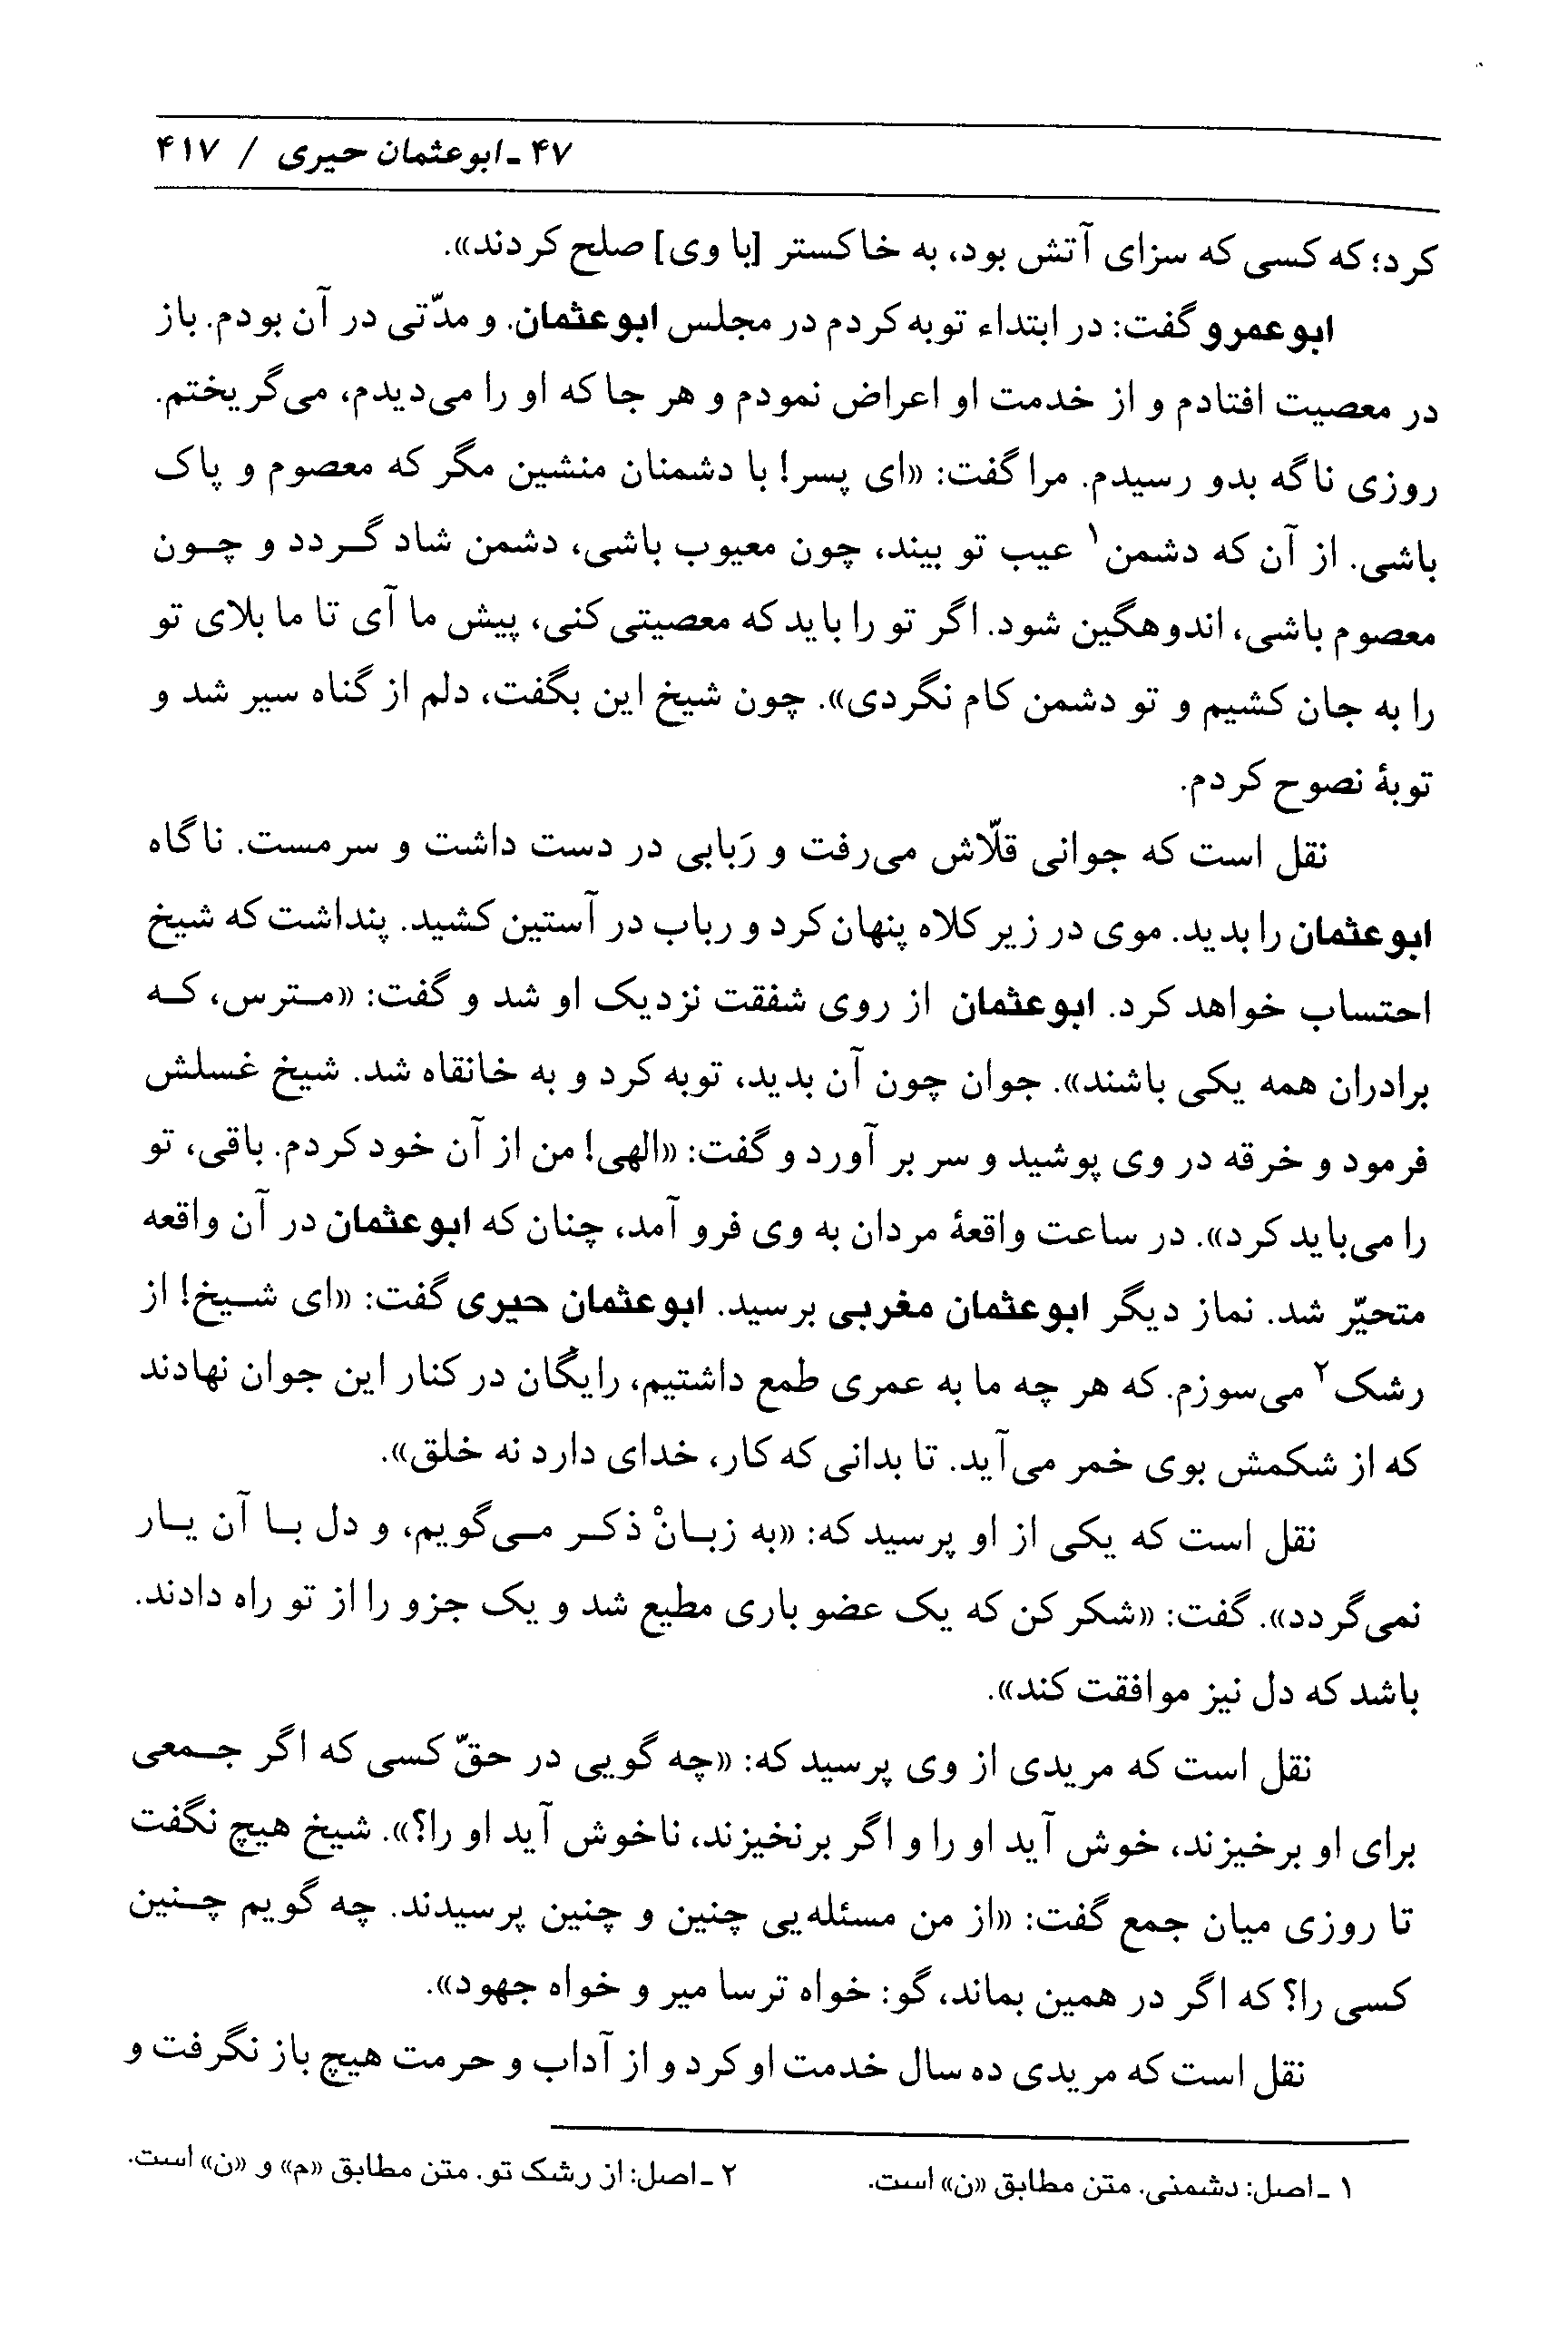 ۴۷ ـ ابوعثمان حیری / ۴۱۷
کرد؛ که کسی که سزای آتش بود، به خاکستر [با وی] صلح کردند».
ابوعمرو گفت: در ابتداء توبه کردم در مجلس ابوعثمان. و مدّتی در آن بودم. باز
در معصیت افتادم و از خدمت او اعراض نمودم و هر جا که او را می‌دیدم، می‌گریختم.
روزی ناگه بدو رسیدم. مرا گفت: «ای پسر! با دشمنان منشین مگر که معصوم و پاک
باشی. از آن که دشمن۱ عیب تو بیند، چون معیوب باشی، دشمن شاد گردد و چون
معصوم باشی، اندوهگین شود. اگر تو را باید که معصیتی کنی، پیش ما آی تا ما بلای تو
را به جان کشیم و تو دشمن کام نگردی». چون شیخ این بگفت، دلم از گناه سیر شد و
توبهٔ نصوح کردم.
نقل است که جوانی قلّاش می‌رفت و رَبابی در دست داشت و سرمست. ناگاه
ابوعثمان را بدید. موی در زیر کلاه پنهان کرد و رباب در آستین کشید. پنداشت که شیخ
احتساب خواهد کرد. ابوعثمان از روی شفقت نزدیک او شد و گفت: «مترس، که
برادران همه یکی باشند». جوان چون آن بدید، توبه کرد و به خانقاه شد. شیخ غسلش
فرمود و خرقه در وی پوشید و سر بر آورد و گفت: «الهی! من از آن خود کردم. باقی، تو
را می‌باید کرد». در ساعت واقعهٔ مردان به وی فرو آمد، چنان که ابوعثمان در آن واقعه
متحیّر شد. نماز دیگر ابوعثمان مغربی برسید. ابوعثمان حیری گفت: «ای شیخ! از
رشک۲ می‌سوزم. که هر چه ما به عمری طمع داشتیم، رایگان در کنار این جوان نهادند
که از شکمش بوی خمر می‌آید. تا بدانی که کار، خدای دارد نه خلق».
نقل است که یکی از او پرسید که: «به زبانْ ذکر می‌گویم، و دل با آن یار
نمی‌گردد». گفت: «شکر کن که یک عضو باری مطیع شد و یک جزو را از تو راه دادند.
باشد که دل نیز موافقت کند».
نقل است که مریدی از وی پرسید که: «چه گویی در حقّ کسی که اگر جمعی
برای او برخیزند، خوش آید او را و اگر برنخیزند، ناخوش آید او را؟». شیخ هیچ نگفت
تا روزی میان جمع گفت: «از من مسئله‌یی چنین و چنین پرسیدند. چه گویم چنین
کسی را؟ که اگر در همین بماند، گو: خواه ترسا میر و خواه جهود».
نقل است که مریدی ده سال خدمت او کرد و از آداب و حرمت هیچ باز نگرفت و
۱ ـ اصل: دشمنی. متن مطابق «ن» است.
۲ ـ اصل: از رشک تو. متن مطابق «م» و «ن» است.